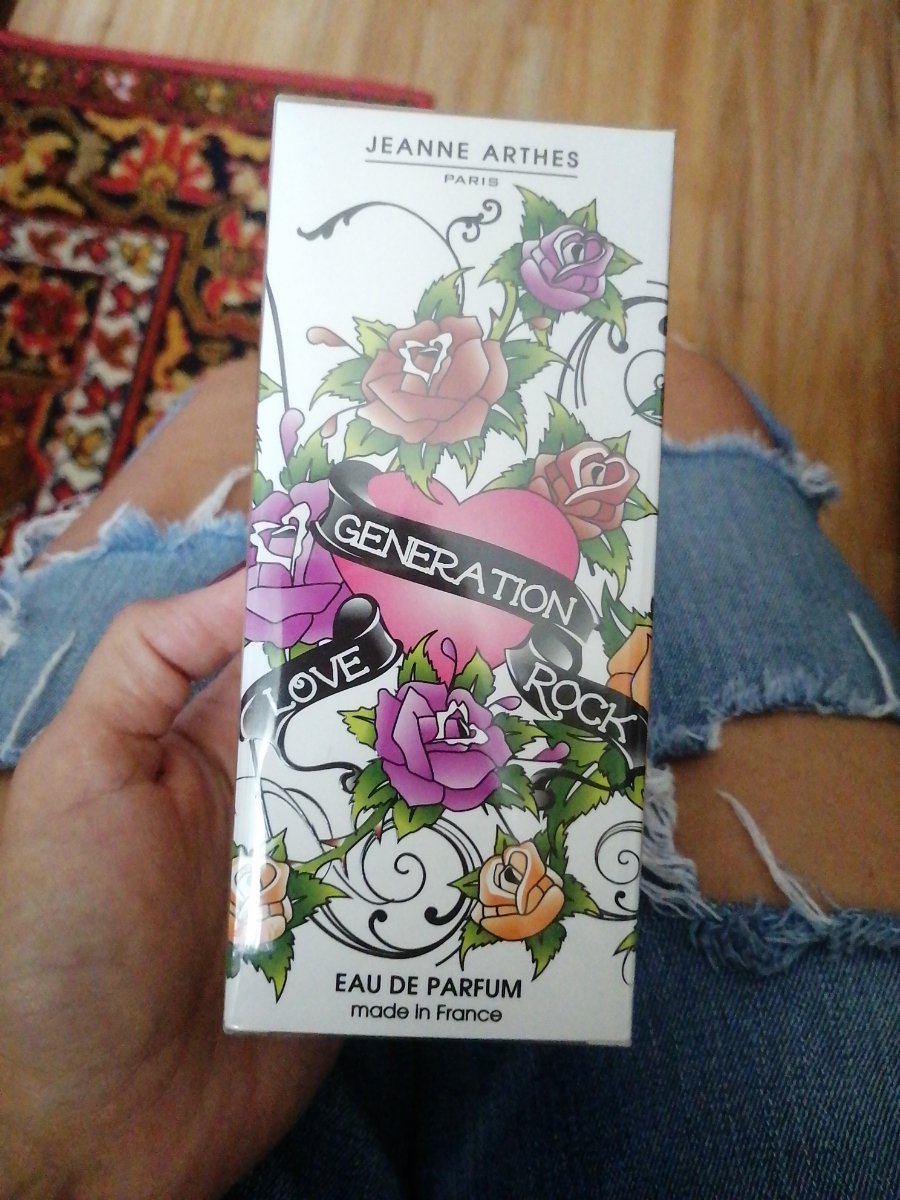 JEANNE ARTHES
PARIS
LOVE
GENERATION
ROCK
EAU DE PARFUM
made in France